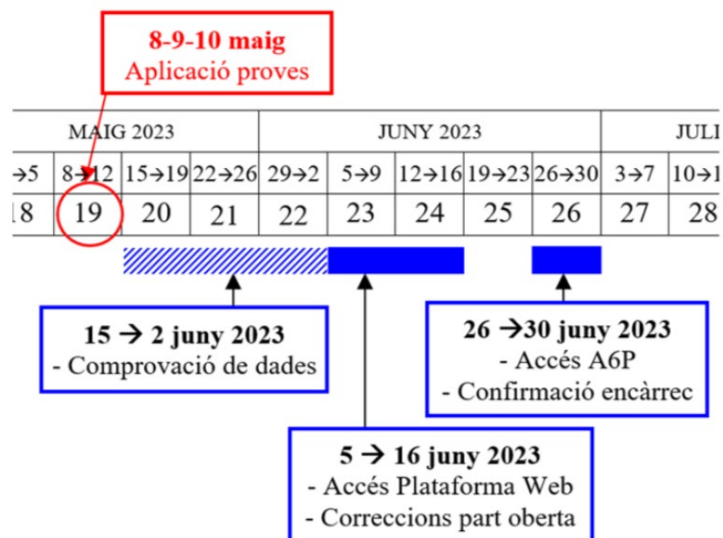 8-9-10 maig
Aplicació proves
MAIG 2023 JUNY 2023 JULI
→5 8→12 15→19 22→26 29→2 5→9 12→16 19→23 26→30 3→7 10→1
18 19 20 21 22 23 24 25 26 27 28
15 → 2 juny 2023
- Comprovació de dades
26 →30 juny 2023
- Accés A6P
- Confirmació encàrrec
5 → 16 juny 2023
- Accés Plataforma Web
- Correccions part oberta